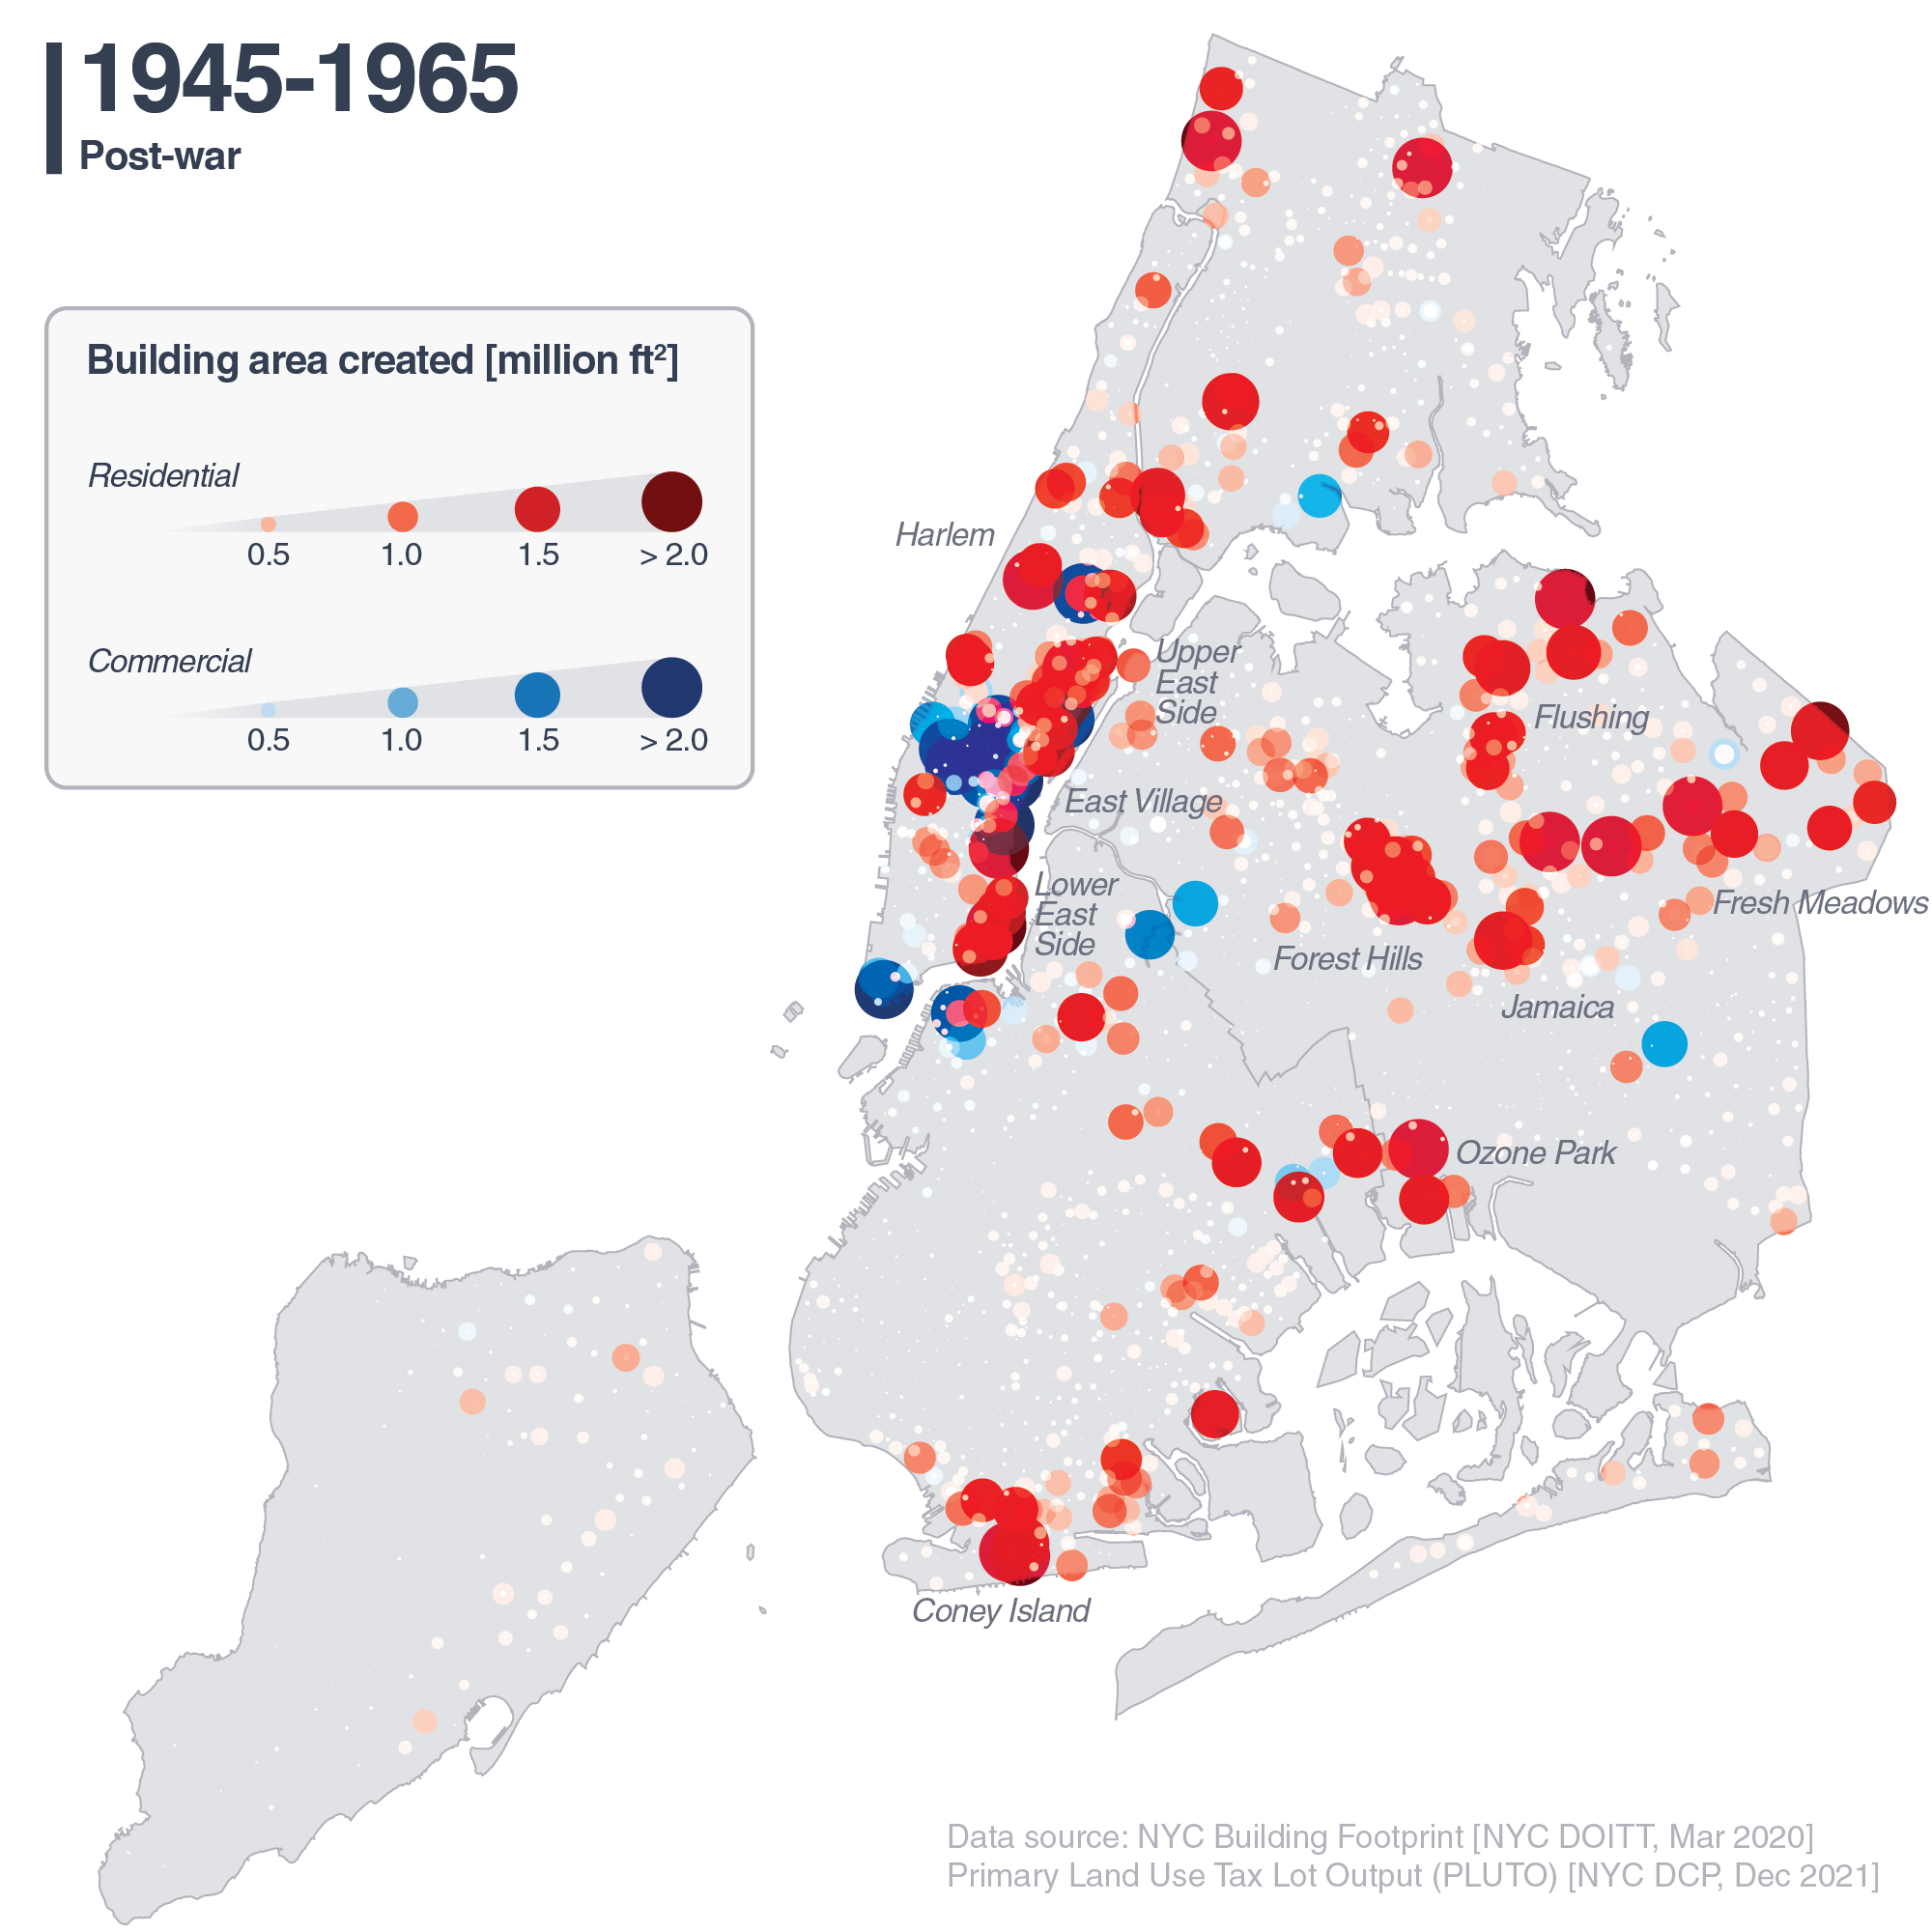 1945-1965
Post-war
Building area created [million ft²]
Residential
0.5 1.0 1.5 > 2.0
Commercial
0.5 1.0 1.5 > 2.0
Harlem
Upper
East
Side
Flushing
East Village
Lower
East
Side
Fresh Meadows
Forest Hills
Jamaica
Ozone Park
Coney Island
Data source: NYC Building Footprint [NYC DOITT, Mar 2020]
Primary Land Use Tax Lot Output (PLUTO) [NYC DCP, Dec 2021]